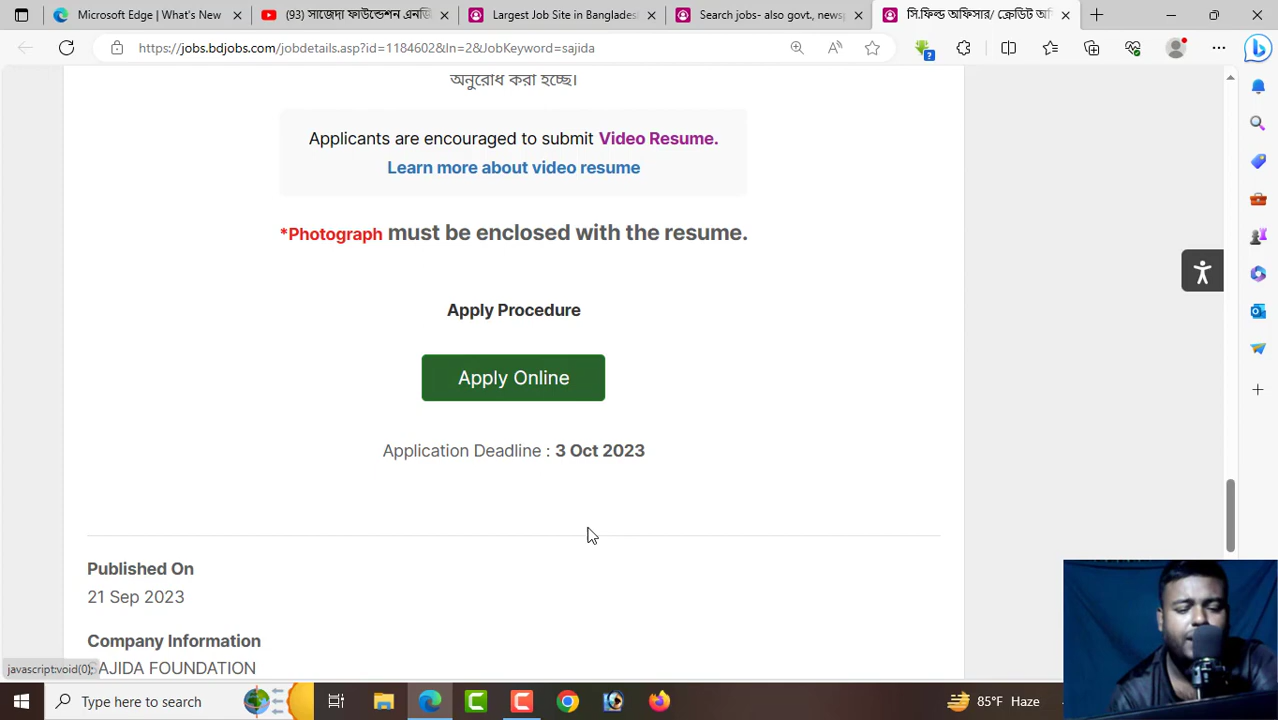 Microsoft Edge | What's New
(93) সাজেদা ফাউন্ডেশন এনজি
Largest Job Site in Bangladesh
Search jobs- also govt., newsp
সি.ফিল্ড অফিসার/ ক্রেডিট অফি
https://jobs.bdjobs.com/jobdetails.asp?id=1184602&ln=2&JobKeyword=sajida
অনুরোধ করা হচ্ছে।
Applicants are encouraged to submit Video Resume.
Learn more about video resume
*Photograph must be enclosed with the resume.
Apply Procedure
Apply Online
Application Deadline : 3 Oct 2023
Published On
21 Sep 2023
Company Information
SAJIDA FOUNDATION
javascript:void(0);
Type here to search
85°F Haze